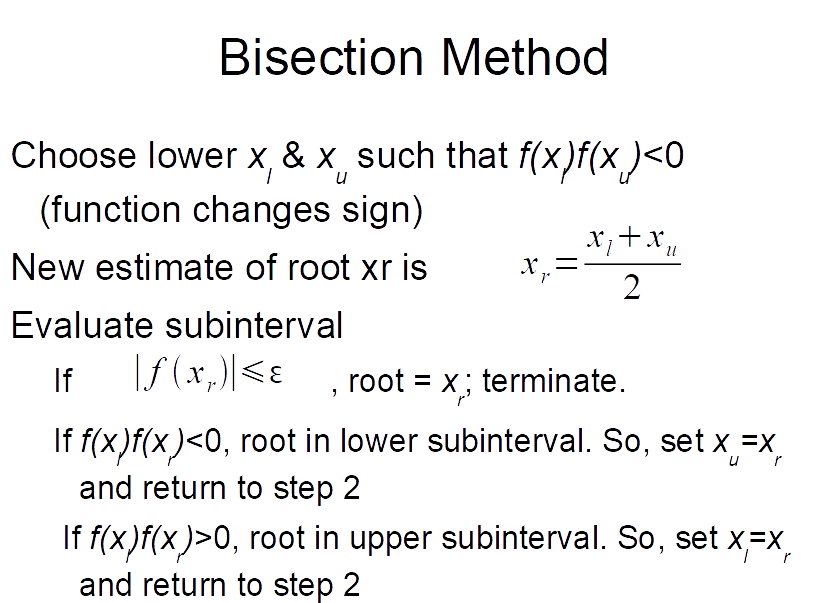 Bisection Method
Choose lower x_l & x_u such that f(x_l)f(x_u)<0
(function changes sign)
New estimate of root xr is x_r = (x_l + x_u) / 2
Evaluate subinterval
If |f(x_r)|⩽ε , root = x_r; terminate.
If f(x_l)f(x_r)<0, root in lower subinterval. So, set x_u=x_r
and return to step 2
If f(x_l)f(x_r)>0, root in upper subinterval. So, set x_l=x_r
and return to step 2